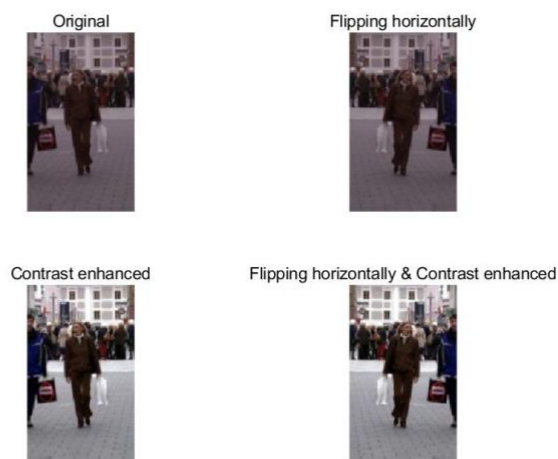 Original
Flipping horizontally
Contrast enhanced
Flipping horizontally & Contrast enhanced